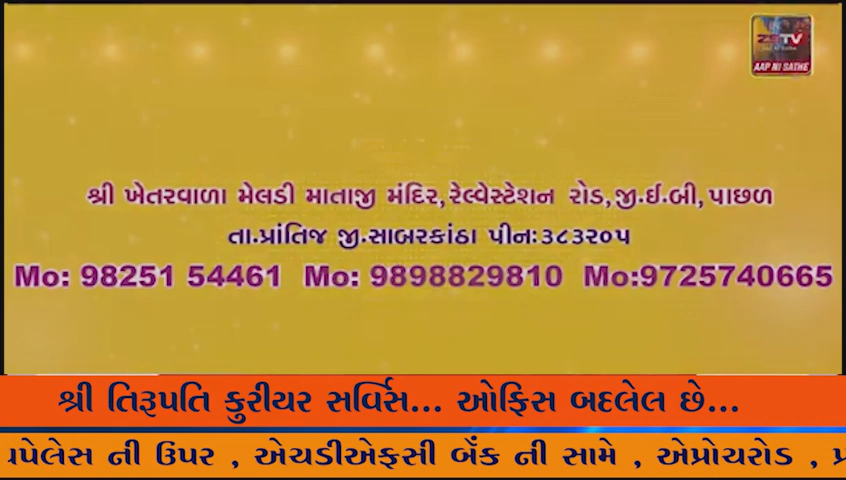 ZSTV
AAP NI SATHE
શ્રી ખેતરવાળા મેલડી માતાજી મંદિર, રેલ્વેસ્ટેશન રોડ, જી.ઈ.બી, પાછળ
તા.પ્રાંતિજ જી.સાબરકાંઠા પીન:૩૮૩૨૦૫
Mo: 98251 54461 Mo: 9898829810 Mo:9725740665
શ્રી તિરૂપતિ કુરીયર સર્વિસ... ઓફિસ બદલેલ છે...
પેલેસ ની ઉપર , એચડીએફસી બેંક ની સામે , એપ્રોચરોડ , પ્ર